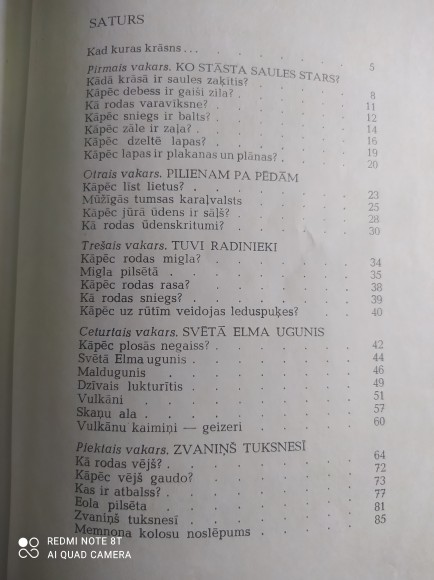 SATURS
Kad kuras krāsns ... 5
Pirmais vakars. KO STĀSTA SAULES STARS?
Kādā krāsā ir saules zaķītis? 8
Kāpēc debess ir gaiši zila? 11
Kā rodas varavīksne? 12
Kāpēc sniegs ir balts? 14
Kāpēc zāle ir zaļa? 16
Kāpēc dzeltē lapas? 19
Kāpēc lapas ir plakanas un plānas? 20
Otrais vakars. PILIENAM PA PĒDĀM
Kāpēc līst lietus? 23
Mūžīgās tumsas karaļvalsts 25
Kāpēc jūrā ūdens ir sāļš? 28
Kā rodas ūdenskritumi? 30
Trešais vakars. TUVI RADINIEKI
Kāpēc rodas migla? 34
Migla pilsētā 35
Kāpēc rodas rasa? 38
Kā rodas sniegs? 39
Kāpēc uz rūtīm veidojas leduspuķes? 40
Ceturtais vakars. SVĒTĀ ELMA UGUNIS
Kāpēc plosās negaiss? 42
Svētā Elma ugunis 44
Maldugunis 46
Dzīvais lukturītis 49
Vulkāni 51
Skaņu ala 57
Vulkānu kaimiņi — geizeri 60
Piektais vakars. ZVANIŅŠ TUKSNESĪ
Kā rodas vējš? 64
Kāpēc vējš gaudo? 72
Kas ir atbalss? 73
Eola pilsēta 77
Zvaniņš tuksnesī 81
Memnona kolosu noslēpums 85
REDMI NOTE 8T
AI QUAD CAMERA